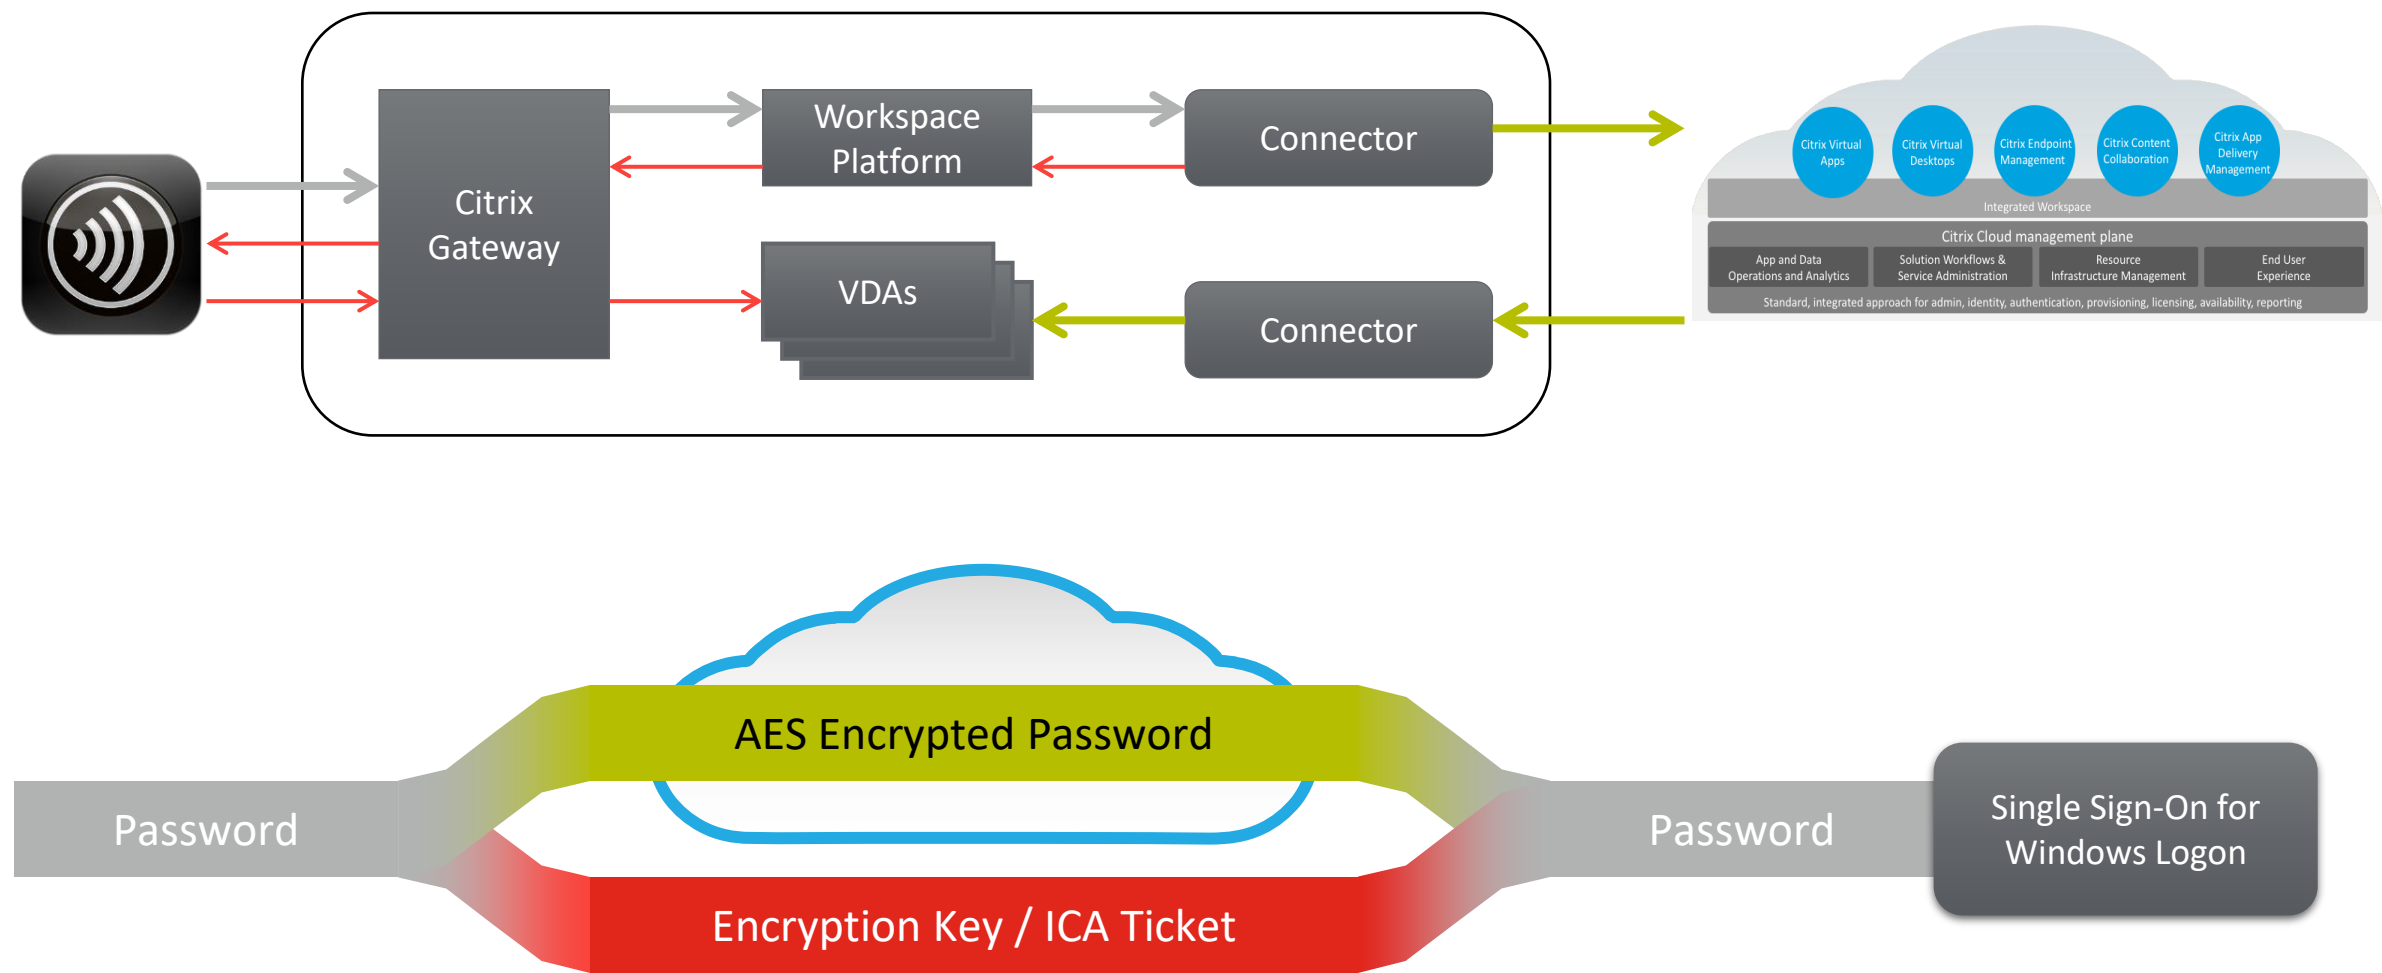 Citrix
Gateway
Workspace
Platform
Connector
VDAs
Connector
Citrix Virtual
Apps
Citrix Virtual
Desktops
Citrix Endpoint
Management
Citrix Content
Collaboration
Citrix App
Delivery
Management
Integrated Workspace
Citrix Cloud management plane
App and Data
Operations and Analytics
Solution Workflows &
Service Administration
Resource
Infrastructure Management
End User
Experience
Standard, integrated approach for admin, identity, authentication, provisioning, licensing, availability, reporting
Password
AES Encrypted Password
Encryption Key / ICA Ticket
Password
Single Sign-On for
Windows Logon